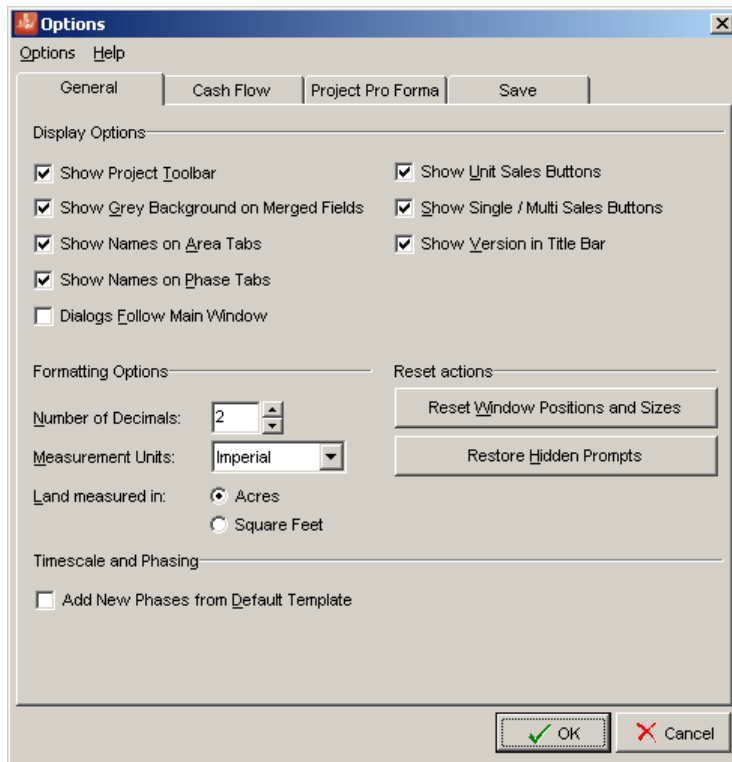 Options
Options Help
General Cash Flow Project Pro Forma Save
Display Options
Show Project Toolbar
Show Unit Sales Buttons
Show Grey Background on Merged Fields
Show Single / Multi Sales Buttons
Show Names on Area Tabs
Show Version in Title Bar
Show Names on Phase Tabs
Dialogs Follow Main Window
Formatting Options
Reset actions
Number of Decimals: 2
Reset Window Positions and Sizes
Measurement Units: Imperial
Restore Hidden Prompts
Land measured in: Acres
Square Feet
Timescale and Phasing
Add New Phases from Default Template
OK Cancel